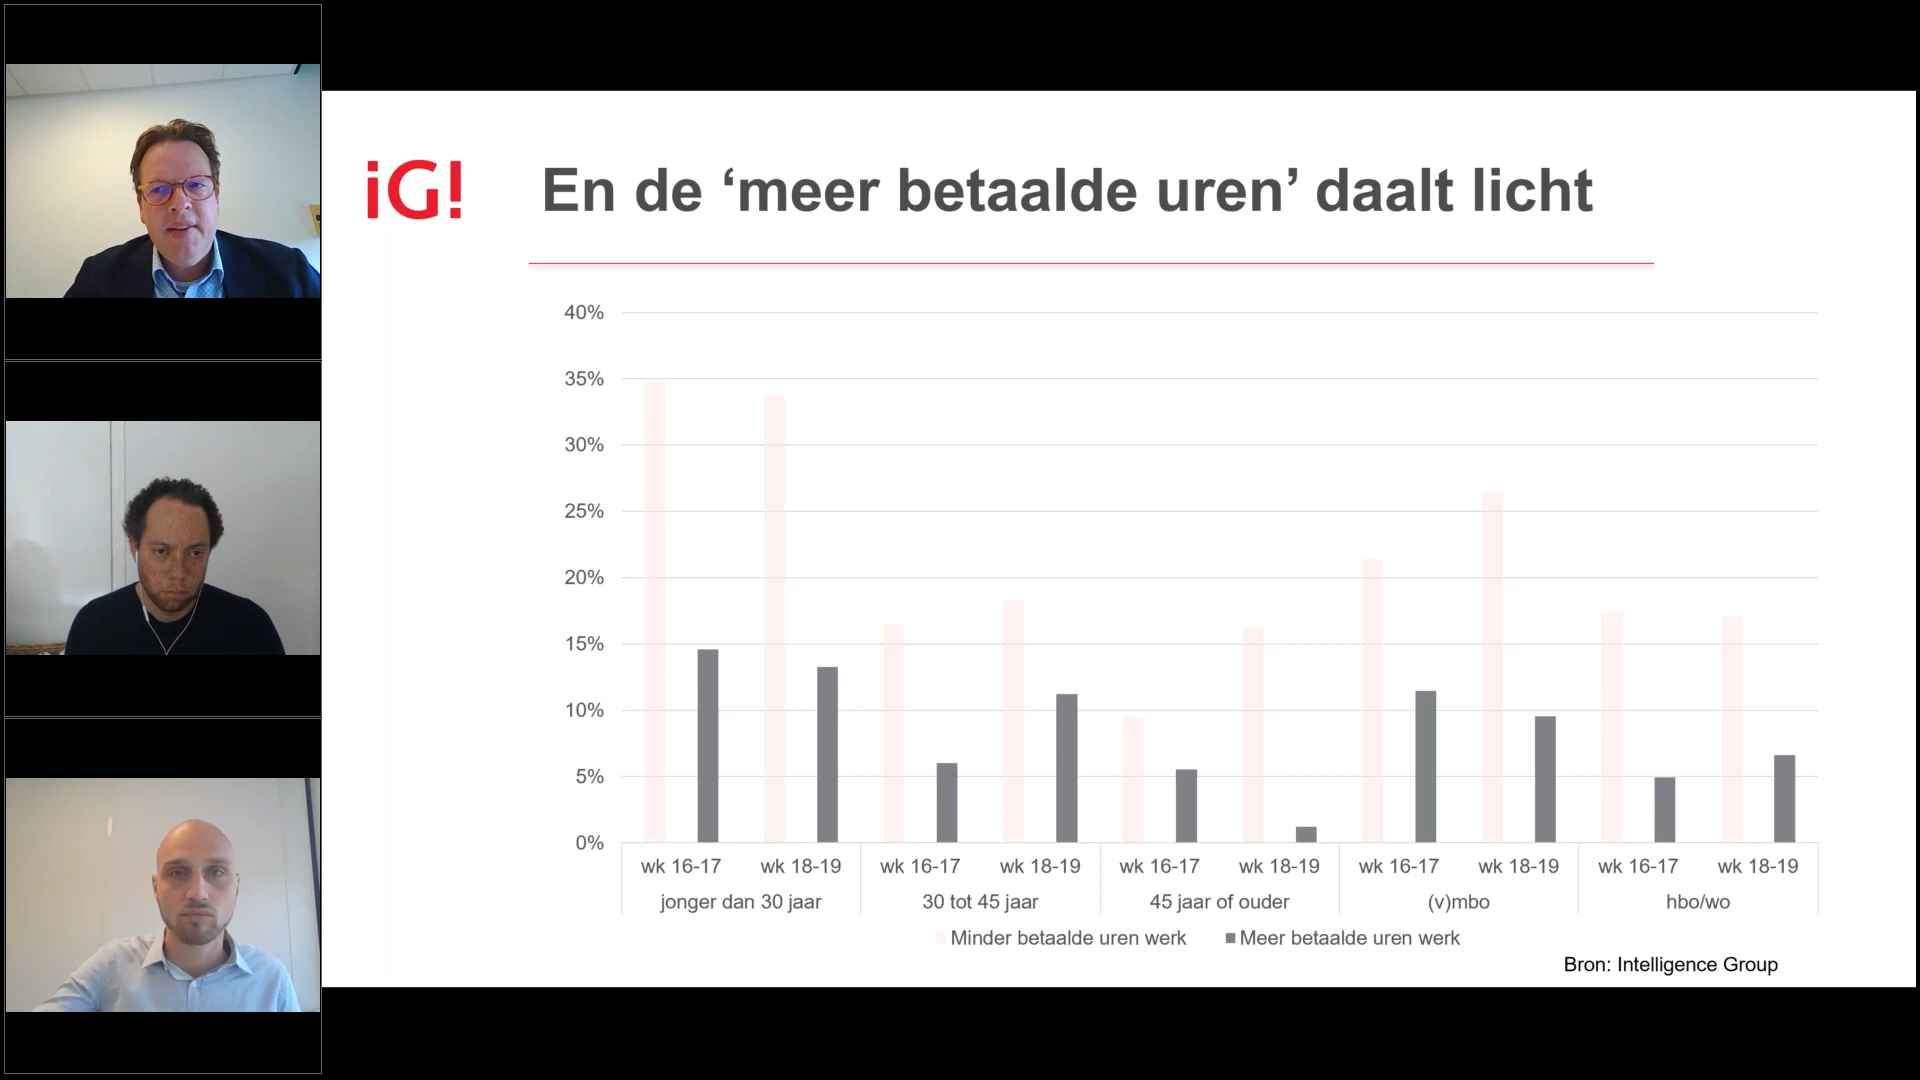 iG!
En de ‘meer betaalde uren’ daalt licht
40%
35%
30%
25%
20%
15%
10%
5%
0%
wk 16-17 wk 18-19 wk 16-17 wk 18-19 wk 16-17 wk 18-19 wk 16-17 wk 18-19 wk 16-17 wk 18-19
jonger dan 30 jaar 30 tot 45 jaar 45 jaar of ouder (v)mbo hbo/wo
Minder betaalde uren werk Meer betaalde uren werk
Bron: Intelligence Group